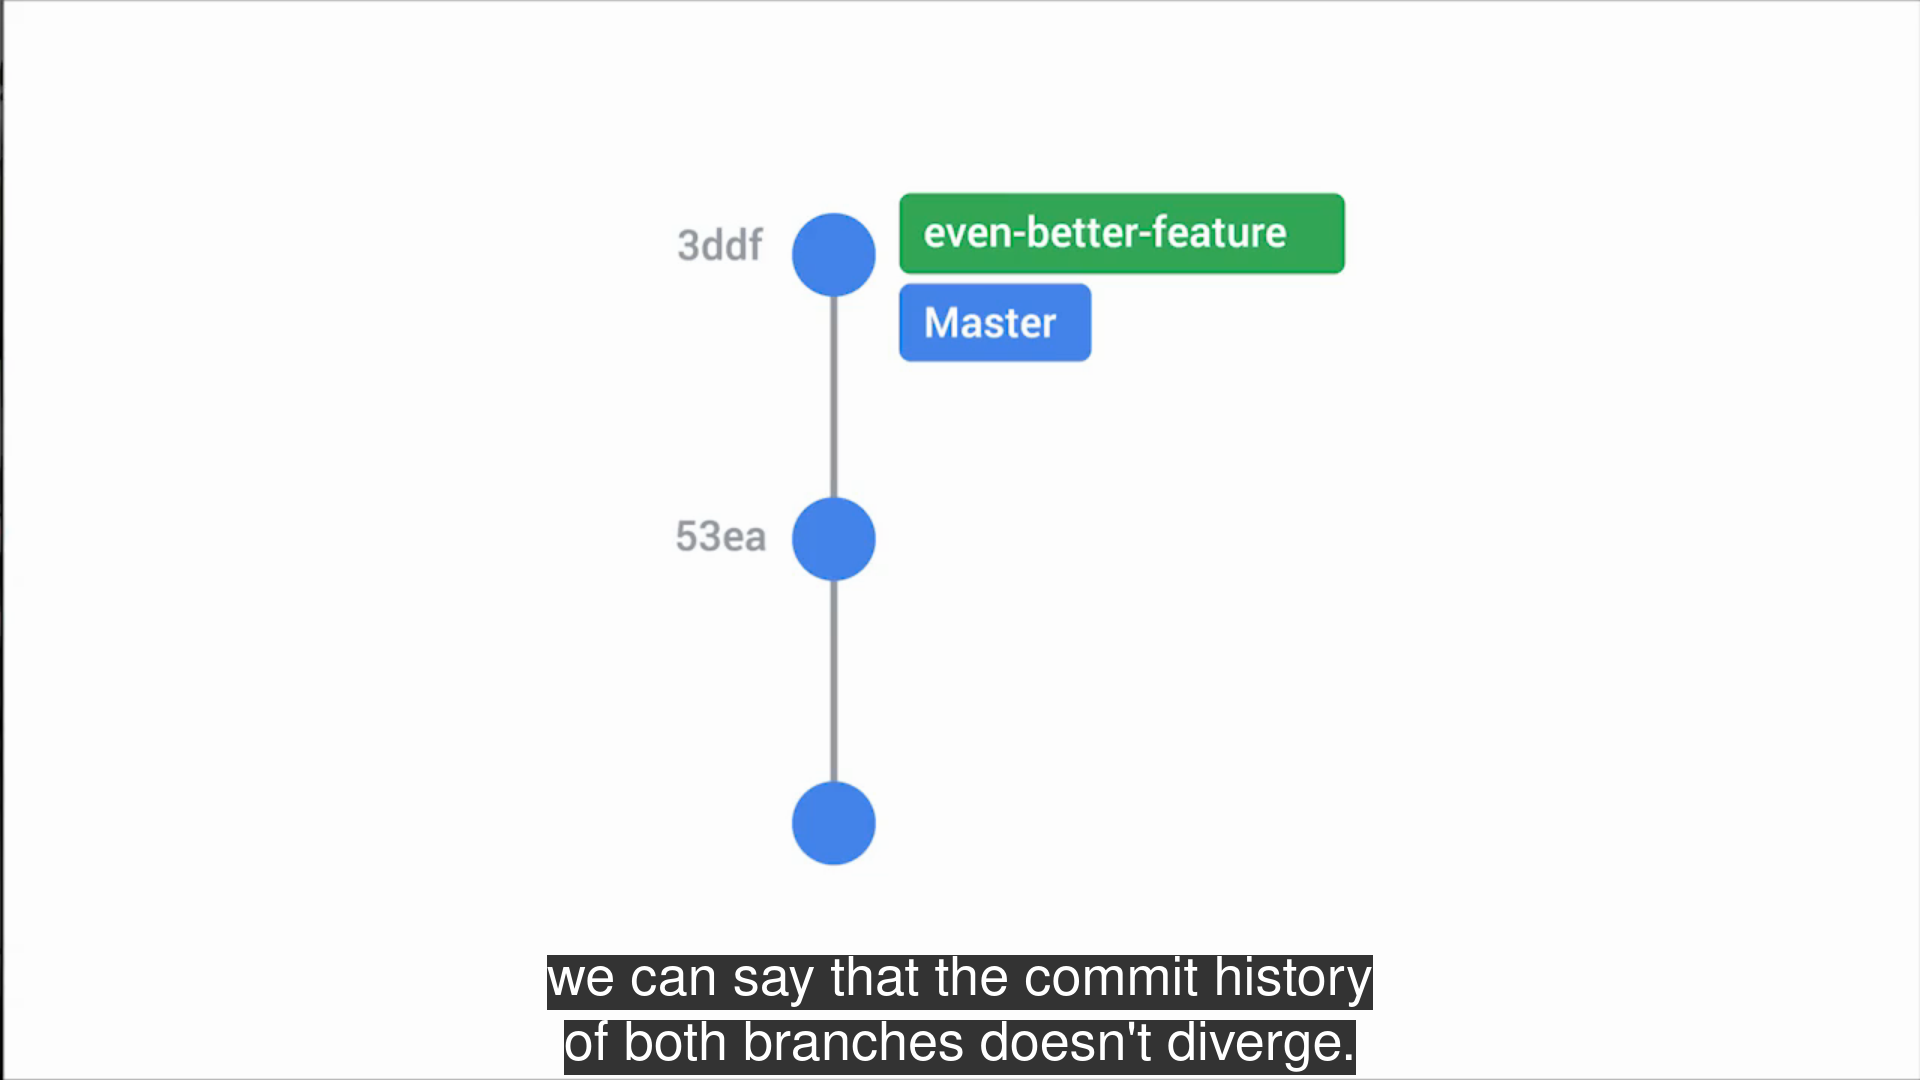 3ddf
even-better-feature
Master
53ea
we can say that the commit history
of both branches doesn't diverge.